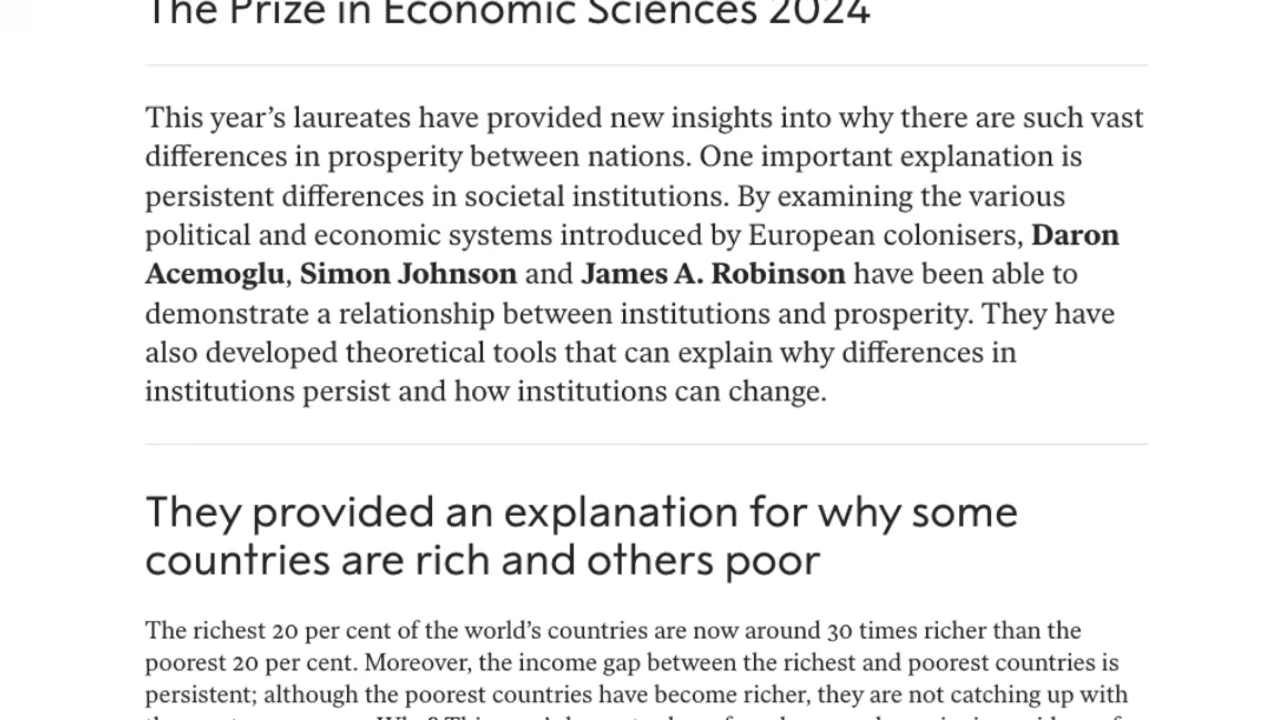 The Prize in Economic Sciences 2024
This year’s laureates have provided new insights into why there are such vast
differences in prosperity between nations. One important explanation is
persistent differences in societal institutions. By examining the various
political and economic systems introduced by European colonisers, Daron
Acemoglu, Simon Johnson and James A. Robinson have been able to
demonstrate a relationship between institutions and prosperity. They have
also developed theoretical tools that can explain why differences in
institutions persist and how institutions can change.
They provided an explanation for why some
countries are rich and others poor
The richest 20 per cent of the world’s countries are now around 30 times richer than the
poorest 20 per cent. Moreover, the income gap between the richest and poorest countries is
persistent; although the poorest countries have become richer, they are not catching up with